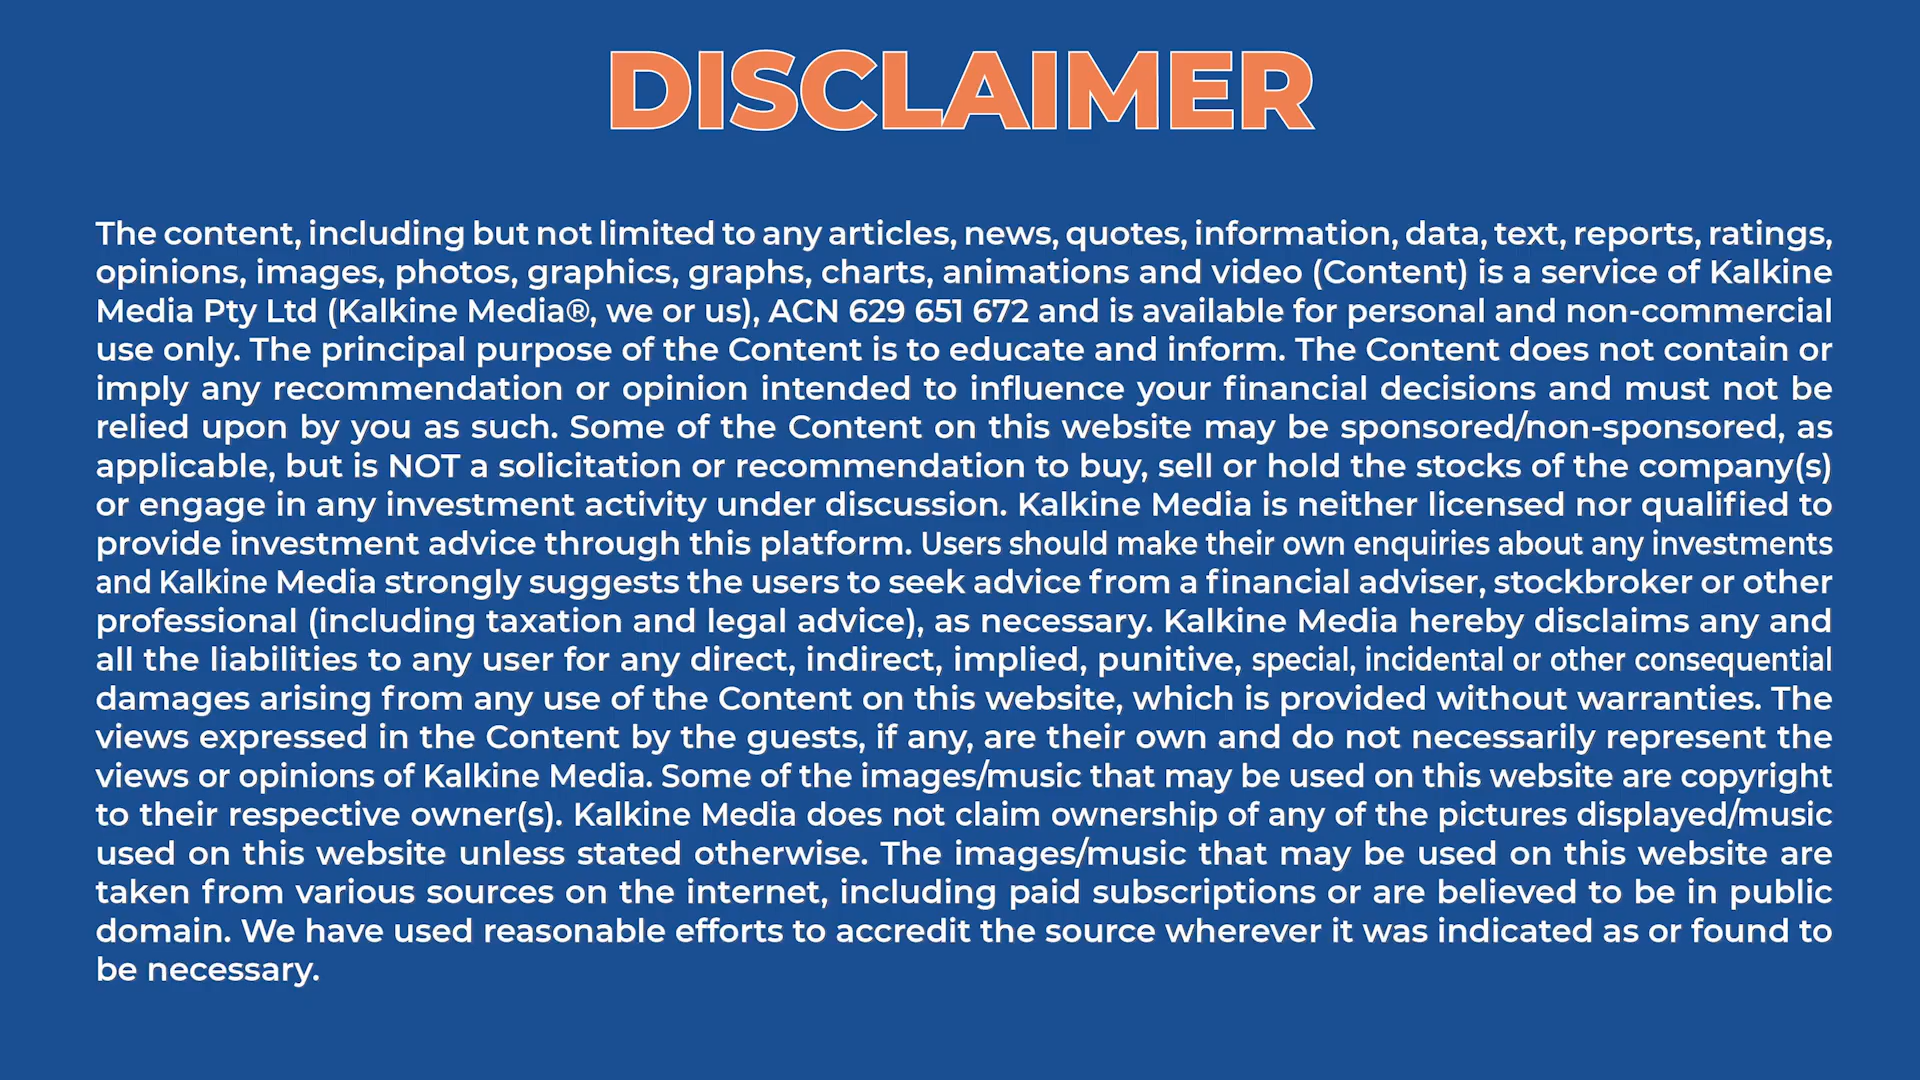 DISCLAIMER
The content, including but not limited to any articles, news, quotes, information, data, text, reports, ratings,
opinions, images, photos, graphics, graphs, charts, animations and video (Content) is a service of Kalkine
Media Pty Ltd (Kalkine Media®, we or us), ACN 629 651 672 and is available for personal and non-commercial
use only. The principal purpose of the Content is to educate and inform. The Content does not contain or
imply any recommendation or opinion intended to influence your financial decisions and must not be
relied upon by you as such. Some of the Content on this website may be sponsored/non-sponsored, as
applicable, but is NOT a solicitation or recommendation to buy, sell or hold the stocks of the company(s)
or engage in any investment activity under discussion. Kalkine Media is neither licensed nor qualified to
provide investment advice through this platform. Users should make their own enquiries about any investments
and Kalkine Media strongly suggests the users to seek advice from a financial adviser, stockbroker or other
professional (including taxation and legal advice), as necessary. Kalkine Media hereby disclaims any and
all the liabilities to any user for any direct, indirect, implied, punitive, special, incidental or other consequential
damages arising from any use of the Content on this website, which is provided without warranties. The
views expressed in the Content by the guests, if any, are their own and do not necessarily represent the
views or opinions of Kalkine Media. Some of the images/music that may be used on this website are copyright
to their respective owner(s). Kalkine Media does not claim ownership of any of the pictures displayed/music
used on this website unless stated otherwise. The images/music that may be used on this website are
taken from various sources on the internet, including paid subscriptions or are believed to be in public
domain. We have used reasonable efforts to accredit the source wherever it was indicated as or found to
be necessary.